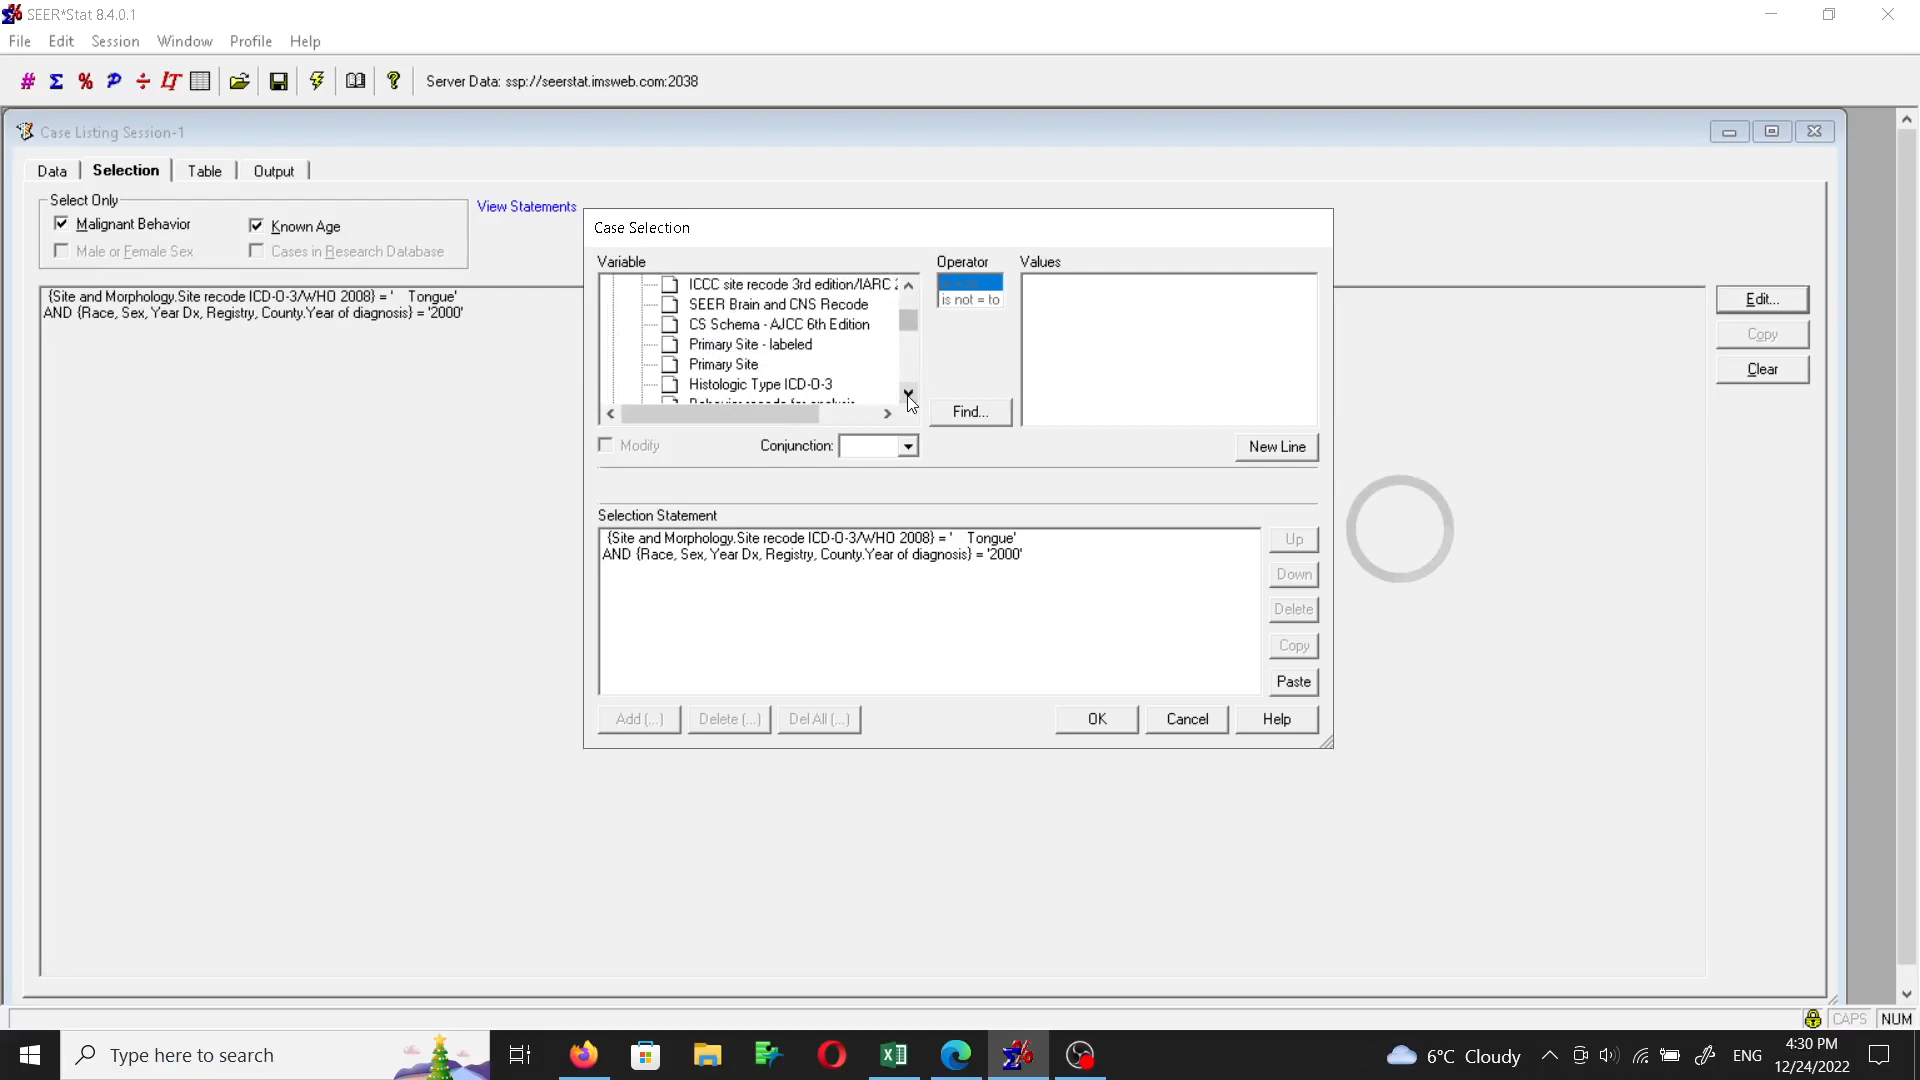 SEER*Stat 8.4.0.1
File Edit Session Window Profile Help
Server Data: ssp://seerstat.imsweb.com:2038
Case Listing Session-1
Data Selection Table Output
Select Only
Malignant Behavior Known Age
Male or Female Sex Cases in Research Database
View Statements
{Site and Morphology.Site recode ICD-O-3/WHO 2008} = '    Tongue'
AND {Race, Sex, Year Dx, Registry, County.Year of diagnosis} = '2000'
Edit...
Copy
Clear
Case Selection
Variable Operator Values
ICCC site recode 3rd edition/IARC
SEER Brain and CNS Recode
CS Schema - AJCC 6th Edition
Primary Site - labeled
Primary Site
Histologic Type ICD-O-3
is not = to
Find...
Modify Conjunction: New Line
Selection Statement
{Site and Morphology.Site recode ICD-O-3/WHO 2008} = '    Tongue'
AND {Race, Sex, Year Dx, Registry, County.Year of diagnosis} = '2000'
Up
Down
Delete
Copy
Paste
Add (...) Delete (...) Del All (...) OK Cancel Help
CAPS NUM
Type here to search
6°C Cloudy
ENG
4:30 PM
12/24/2022